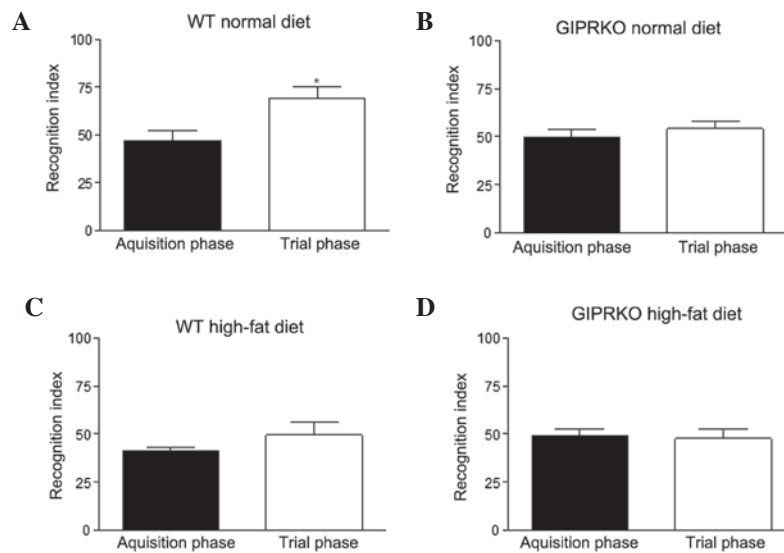 A
WT normal diet
Recognition index
100
75
50
25
0
*
Aquisition phase
Trial phase
B
GIPRKO normal diet
Recognition index
100
75
50
25
0
Aquisition phase
Trial phase
C
WT high-fat diet
Recognition index
100
75
50
25
0
Aquisition phase
Trial phase
D
GIPRKO high-fat diet
Recognition index
100
75
50
25
0
Aquisition phase
Trial phase